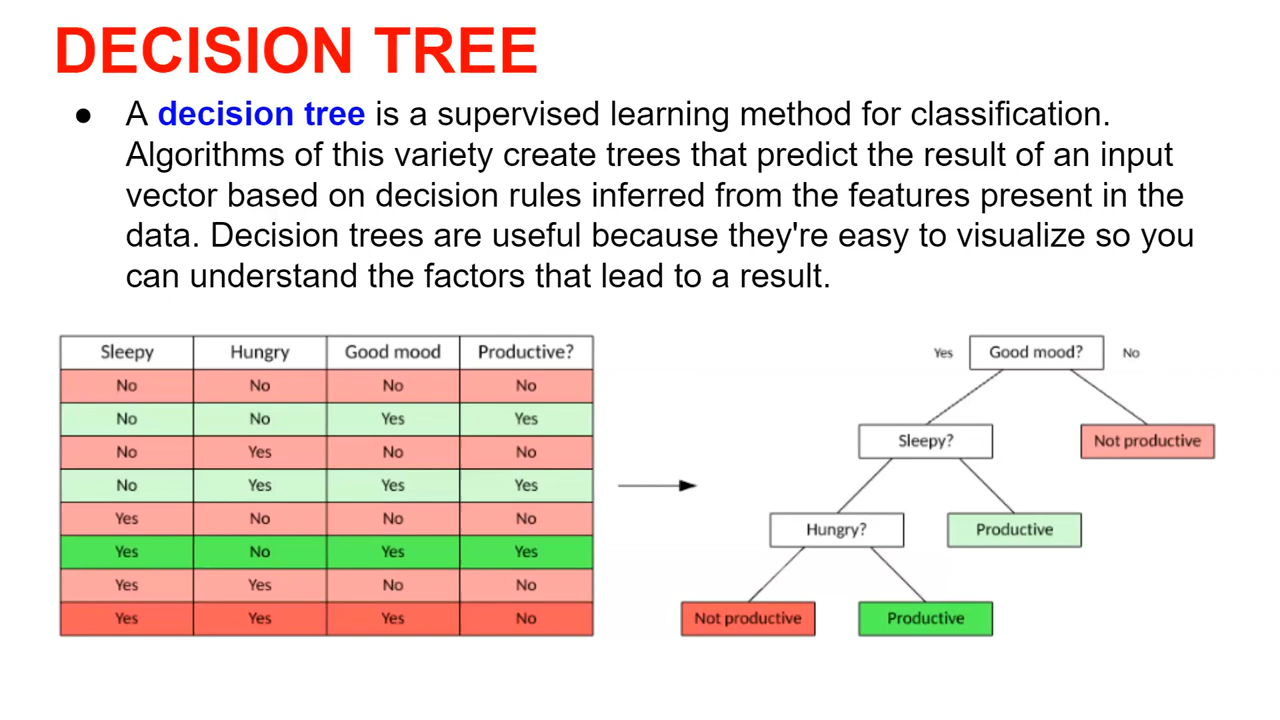 DECISION TREE
● A decision tree is a supervised learning method for classification.
Algorithms of this variety create trees that predict the result of an input
vector based on decision rules inferred from the features present in the
data. Decision trees are useful because they're easy to visualize so you
can understand the factors that lead to a result.
Sleepy Hungry Good mood Productive?
No No No No
No No Yes Yes
No Yes No No
No Yes Yes Yes
Yes No No No
Yes No Yes Yes
Yes Yes No No
Yes Yes Yes No
Yes Good mood? No
Sleepy? Not productive
Hungry? Productive
Not productive Productive